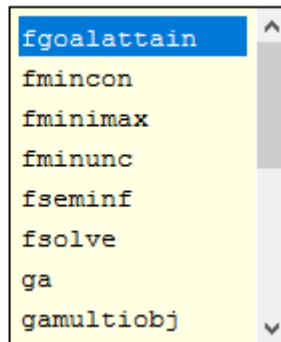 fgoalattain
fmincon
fminimax
fminunc
fseminf
fsolve
ga
gamultiobj